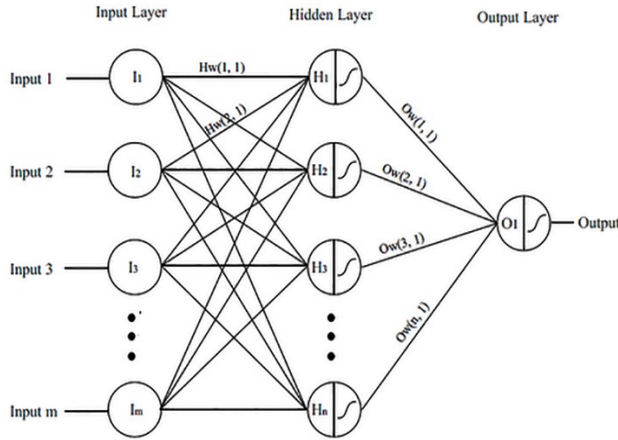 Input Layer
Hidden Layer
Output Layer
Input 1
I1
Hw(1, 1)
H1
Hw(2, 1)
Ow(1, 1)
Input 2
I2
H2
Ow(2, 1)
O1
Output
Input 3
I3
H3
Ow(3, 1)
Ow(n, 1)
Input m
Im
Hn